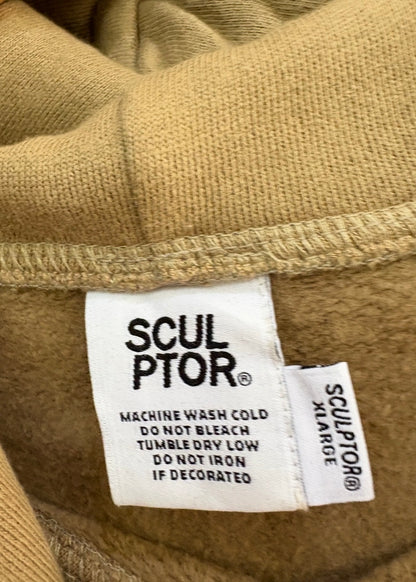 SCUL
PTOR®
MACHINE WASH COLD
DO NOT BLEACH
TUMBLE DRY LOW
DO NOT IRON
IF DECORATED
SCULPTOR®
XLARGE